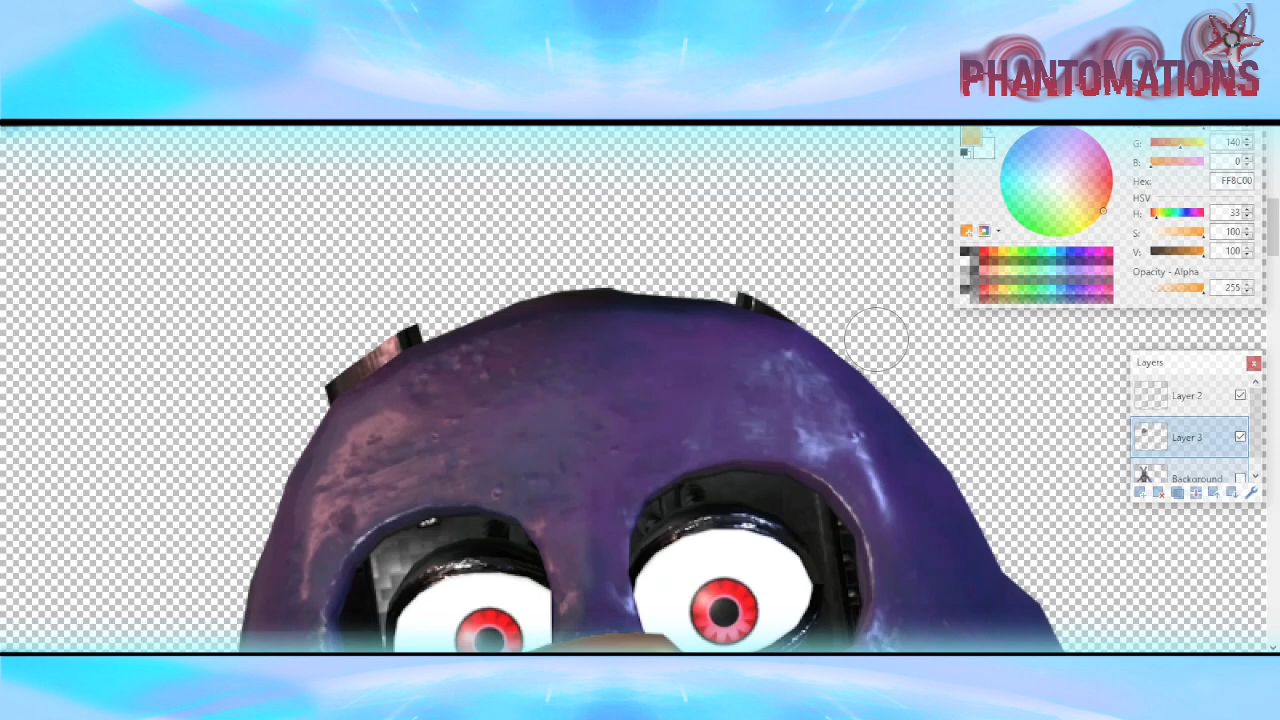 PHANTOMATIONS
G: 140
B: 0
Hex: FF8C00
HSV
H: 33
S: 100
V: 100
Opacity - Alpha
255
Layers
Layer 2
Layer 3
Background